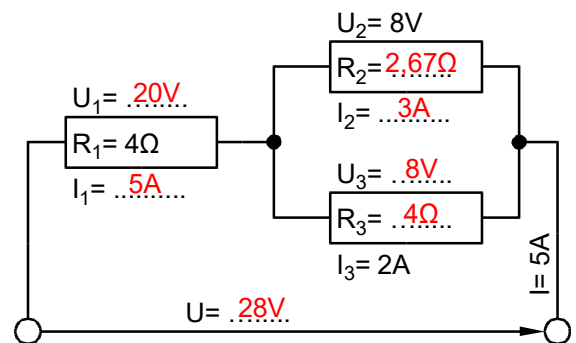 U₂= 8V
R₂= 2,67Ω
I₂= 3A
U₁= 20V
R₁= 4Ω
I₁= 5A
U₃= 8V
R₃= 4Ω
I₃= 2A
I= 5A
U= 28V